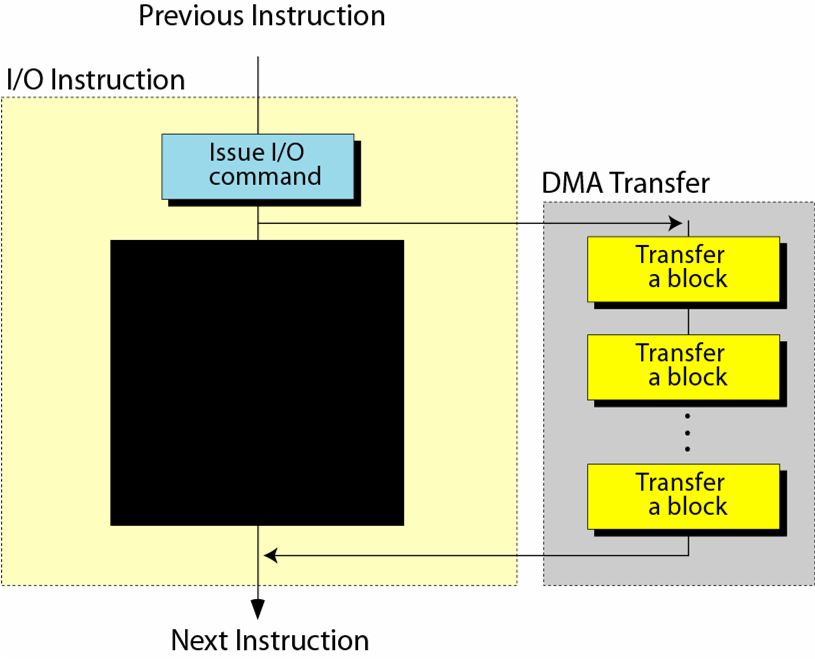 Previous Instruction
I/O Instruction
Issue I/O
command
DMA Transfer
Transfer
a block
Transfer
a block
Transfer
a block
Next Instruction